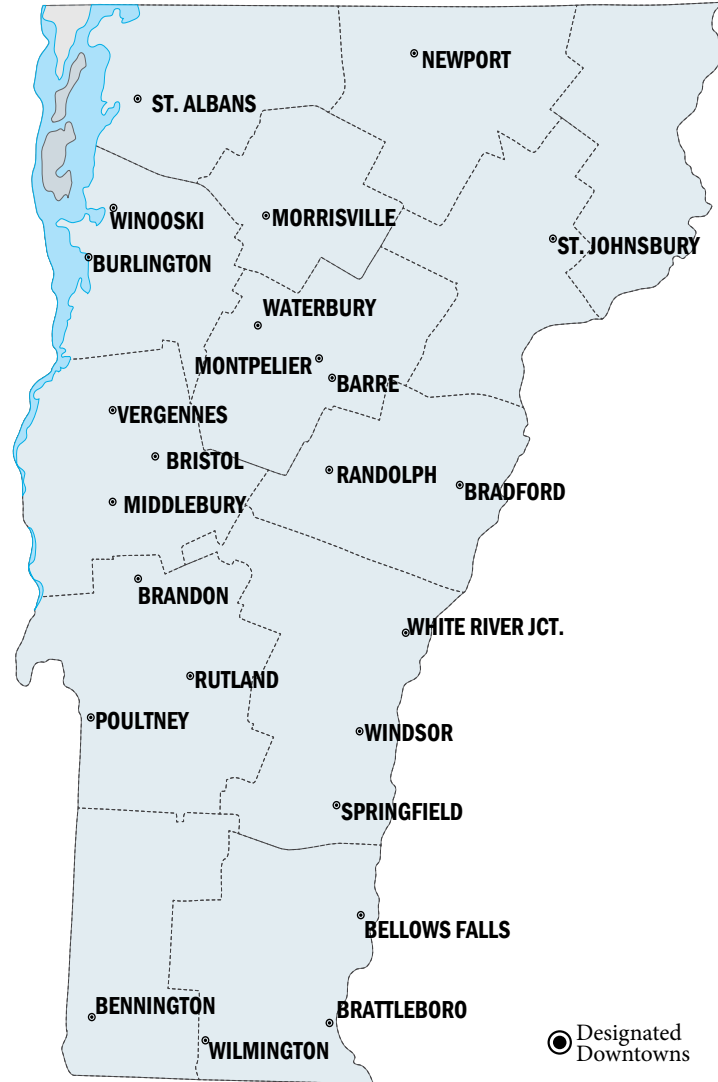 NEWPORT
ST. ALBANS
WINOOSKI
MORRISVILLE
ST. JOHNSBURY
BURLINGTON
WATERBURY
MONTPELIER
BARRE
VERGENNES
BRISTOL
RANDOLPH
BRADFORD
MIDDLEBURY
BRANDON
WHITE RIVER JCT.
RUTLAND
POULTNEY
WINDSOR
SPRINGFIELD
BELLOWS FALLS
BENNINGTON
BRATTLEBORO
WILMINGTON
Designated
Downtowns